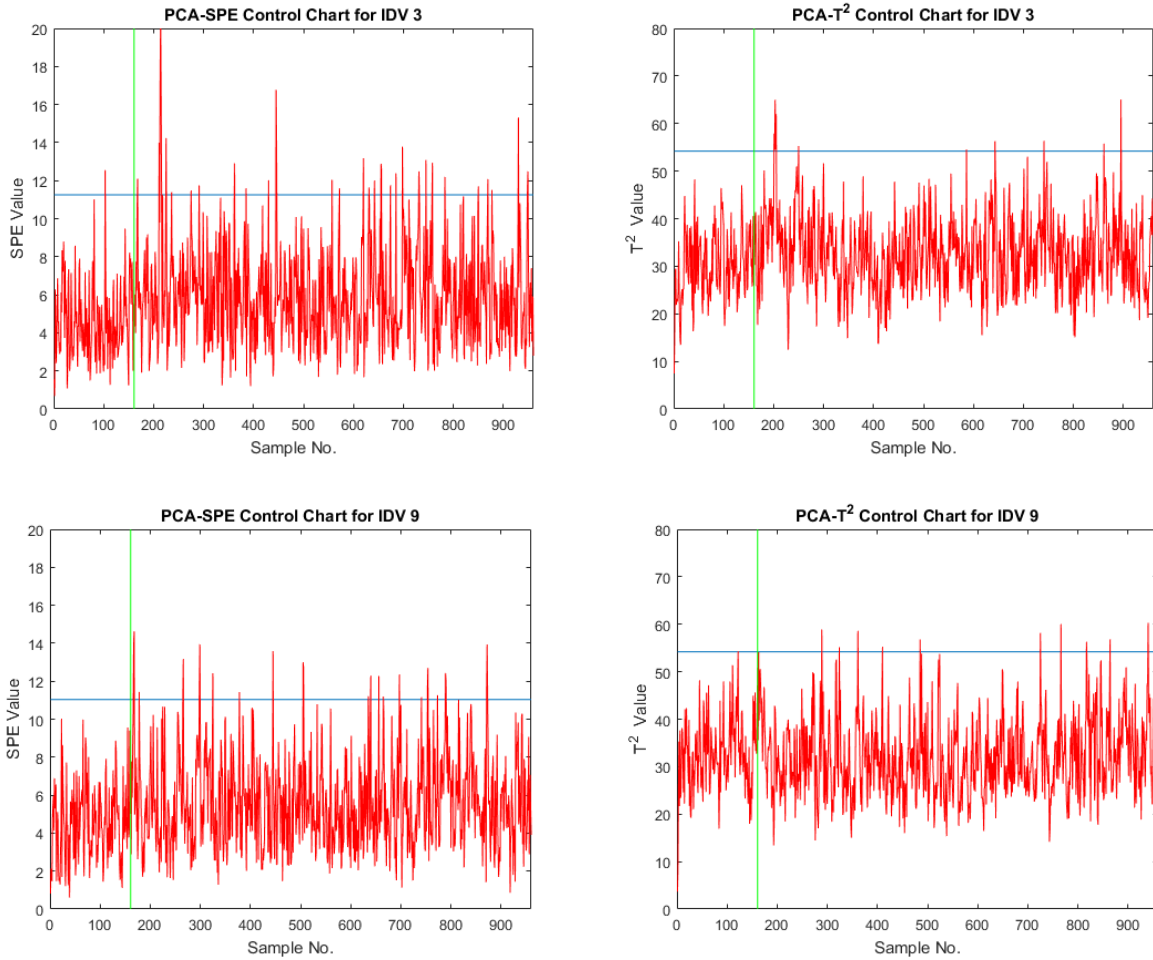 PCA-SPE Control Chart for IDV 3
20
18
16
14
12
10
8
6
4
2
0
SPE Value
0 100 200 300 400 500 600 700 800 900
Sample No.
PCA-T² Control Chart for IDV 3
80
70
60
50
40
30
20
10
0
T² Value
0 100 200 300 400 500 600 700 800 900
Sample No.
PCA-SPE Control Chart for IDV 9
20
18
16
14
12
10
8
6
4
2
0
SPE Value
0 100 200 300 400 500 600 700 800 900
Sample No.
PCA-T² Control Chart for IDV 9
80
70
60
50
40
30
20
10
0
T² Value
0 100 200 300 400 500 600 700 800 900
Sample No.